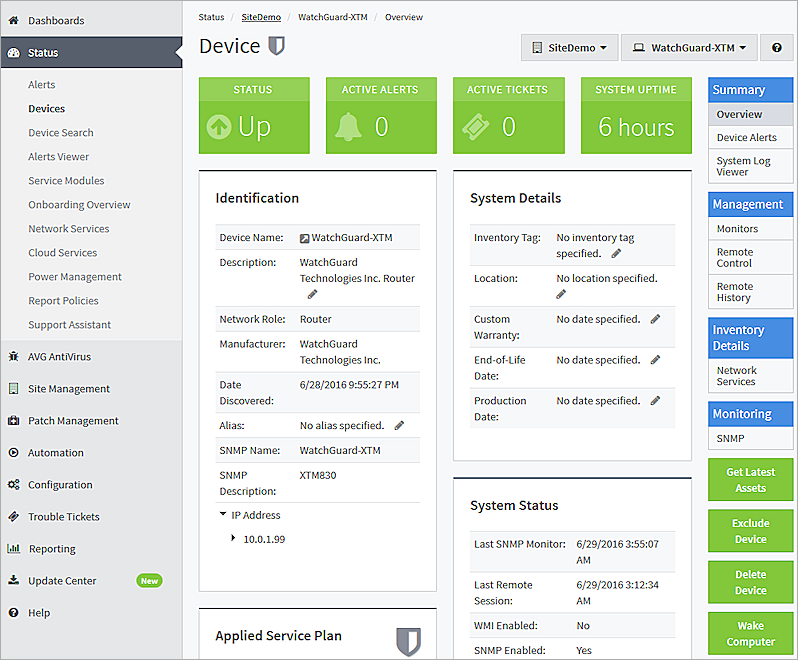 Dashboards
Status
Alerts
Devices
Device Search
Alerts Viewer
Service Modules
Onboarding Overview
Network Services
Cloud Services
Power Management
Report Policies
Support Assistant
AVG AntiVirus
Site Management
Patch Management
Automation
Configuration
Trouble Tickets
Reporting
Update Center New
Help
Status / SiteDemo / WatchGuard-XTM / Overview
Device
SiteDemo
WatchGuard-XTM
?
STATUS
Up
ACTIVE ALERTS
0
ACTIVE TICKETS
0
SYSTEM UPTIME
6 hours
Identification
Device Name: WatchGuard-XTM
Description: WatchGuard
Technologies Inc. Router
Network Role: Router
Manufacturer: WatchGuard
Technologies Inc.
Date 6/28/2016 9:55:27 PM
Discovered:
Alias: No alias specified.
SNMP Name: WatchGuard-XTM
SNMP XTM830
Description:
IP Address
10.0.1.99
Applied Service Plan
System Details
Inventory Tag: No inventory tag
specified.
Location: No location specified.
Custom No date specified.
Warranty:
End-of-Life No date specified.
Date:
Production No date specified.
Date:
System Status
Last SNMP Monitor: 6/29/2016 3:55:07
AM
Last Remote 6/29/2016 3:12:34
Session: AM
WMI Enabled: No
SNMP Enabled: Yes
Summary
Overview
Device Alerts
System Log
Viewer
Management
Monitors
Remote
Control
Remote
History
Inventory
Details
Network
Services
Monitoring
SNMP
Get Latest
Assets
Exclude
Device
Delete
Device
Wake
Computer